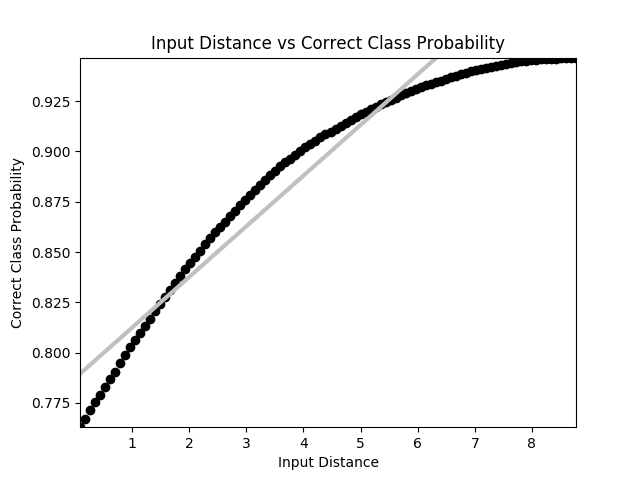 Input Distance vs Correct Class Probability
Correct Class Probability
0.925
0.900
0.875
0.850
0.825
0.800
0.775
1 2 3 4 5 6 7 8
Input Distance